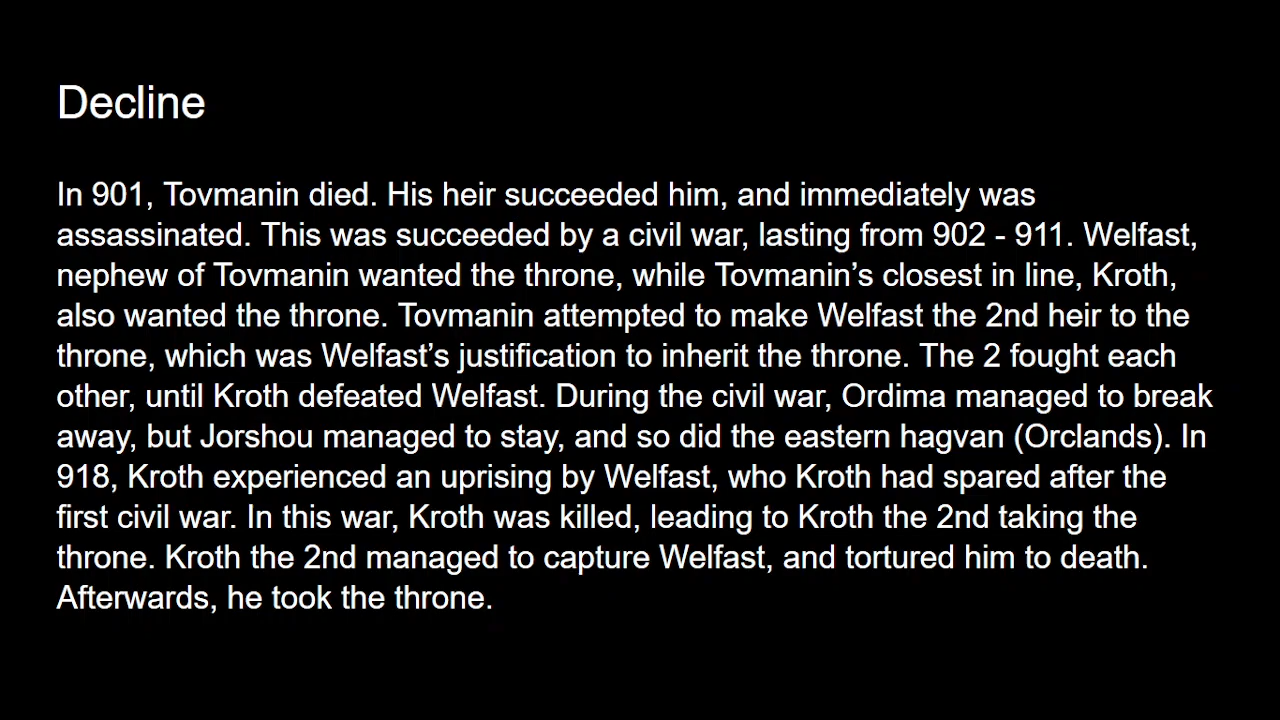 Decline
In 901, Tovmanin died. His heir succeeded him, and immediately was
assassinated. This was succeeded by a civil war, lasting from 902 - 911. Welfast,
nephew of Tovmanin wanted the throne, while Tovmanin’s closest in line, Kroth,
also wanted the throne. Tovmanin attempted to make Welfast the 2nd heir to the
throne, which was Welfast’s justification to inherit the throne. The 2 fought each
other, until Kroth defeated Welfast. During the civil war, Ordima managed to break
away, but Jorshou managed to stay, and so did the eastern hagvan (Orclands). In
918, Kroth experienced an uprising by Welfast, who Kroth had spared after the
first civil war. In this war, Kroth was killed, leading to Kroth the 2nd taking the
throne. Kroth the 2nd managed to capture Welfast, and tortured him to death.
Afterwards, he took the throne.